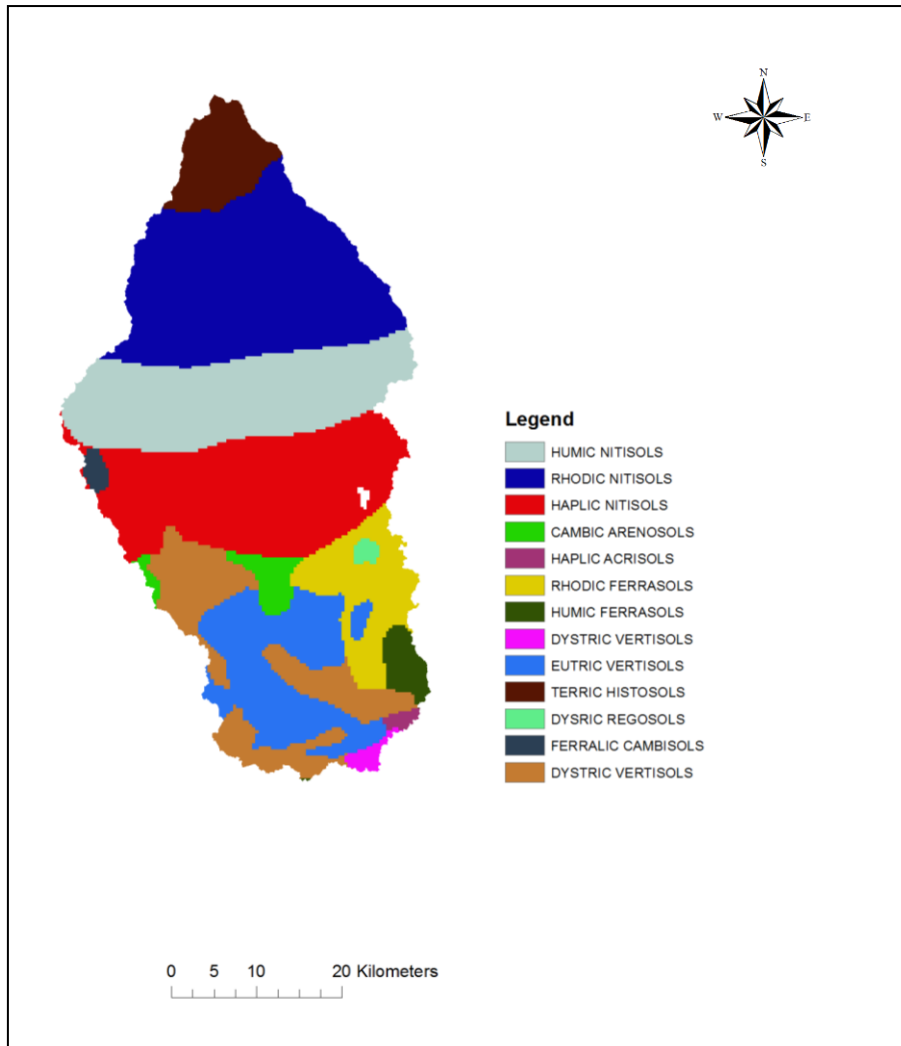 N
W E
S
Legend
HUMIC NITISOLS
RHODIC NITISOLS
HAPLIC NITISOLS
CAMBIC ARENOSOLS
HAPLIC ACRISOLS
RHODIC FERRASOLS
HUMIC FERRASOLS
DYSTRIC VERTISOLS
EUTRIC VERTISOLS
TERRIC HISTOSOLS
DYSRIC REGOSOLS
FERRALIC CAMBISOLS
DYSTRIC VERTISOLS
0 5 10 20 Kilometers